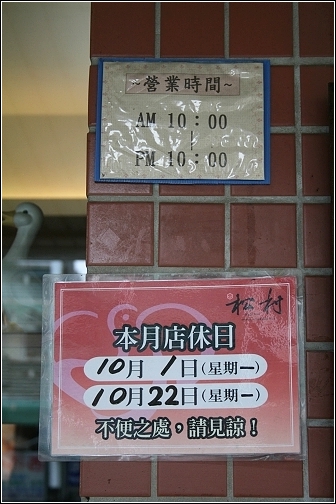 ~營業時間~
AM 10:00
|
PM 10:00
松村
本月店休日
10月 1日(星期一)
10月22日(星期一)
不便之處,請見諒!